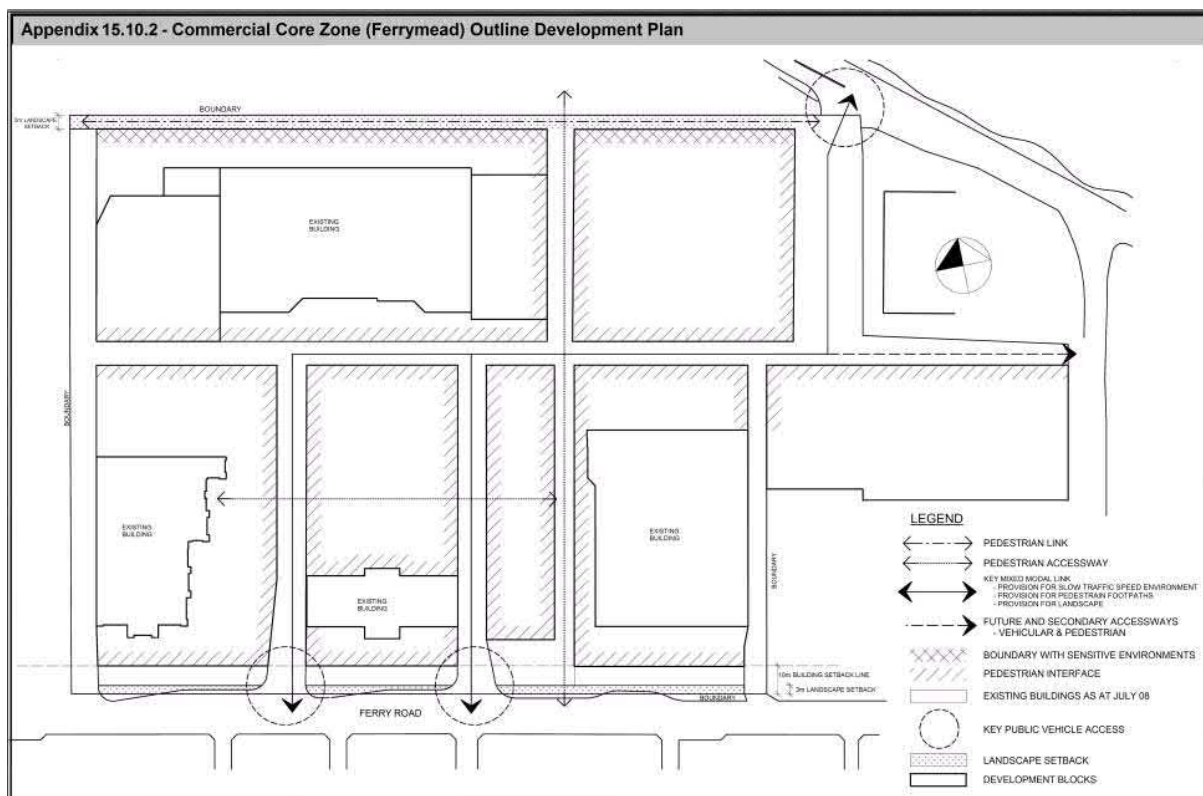 Appendix 15.10.2 - Commercial Core Zone (Ferrymead) Outline Development Plan
BOUNDARY
3m LANDSCAPE
SETBACK
EXISTING
BUILDING
BOUNDARY
EXISTING
BUILDING
EXISTING
BUILDING
EXISTING
BUILDING
BOUNDARY
10m BUILDING SETBACK LINE
3m LANDSCAPE SETBACK
BOUNDARY
FERRY ROAD
LEGEND
PEDESTRIAN LINK
PEDESTRIAN ACCESSWAY
KEY MIXED MODAL LINK
- PROVISION FOR SLOW TRAFFIC SPEED ENVIRONMENT
- PROVISION FOR PEDESTRAIN FOOTPATHS
- PROVISION FOR LANDSCAPE
FUTURE AND SECONDARY ACCESSWAYS
- VEHICULAR & PEDESTRIAN
BOUNDARY WITH SENSITIVE ENVIRONMENTS
PEDESTRIAN INTERFACE
EXISTING BUILDINGS AS AT JULY 08
KEY PUBLIC VEHICLE ACCESS
LANDSCAPE SETBACK
DEVELOPMENT BLOCKS